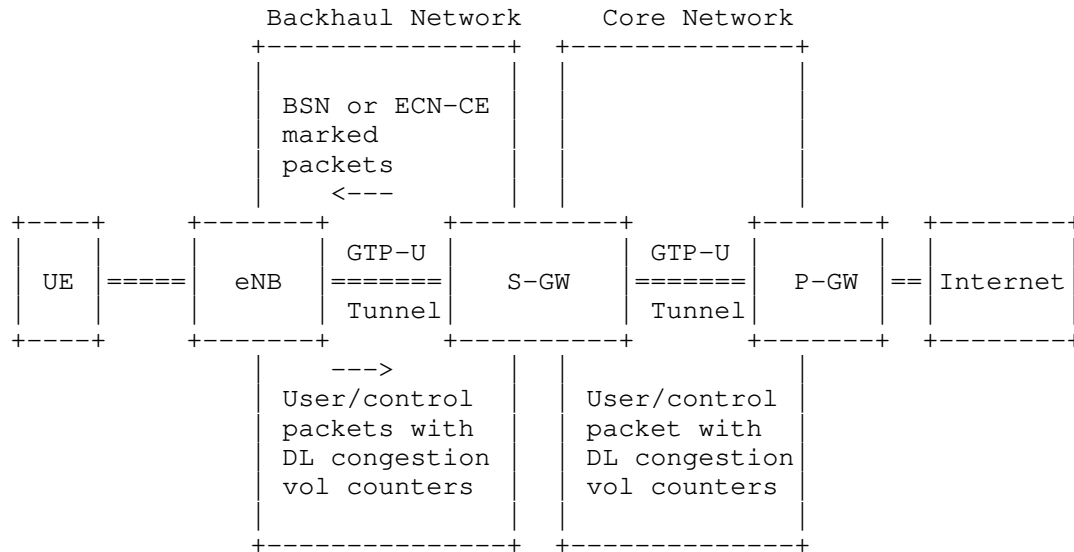 Backhaul Network Core Network
BSN or ECN-CE
marked
packets
<---
GTP-U GTP-U
UE ===== eNB ======= S-GW ======= P-GW == Internet
Tunnel Tunnel
--->
User/control User/control
packets with packet with
DL congestion DL congestion
vol counters vol counters